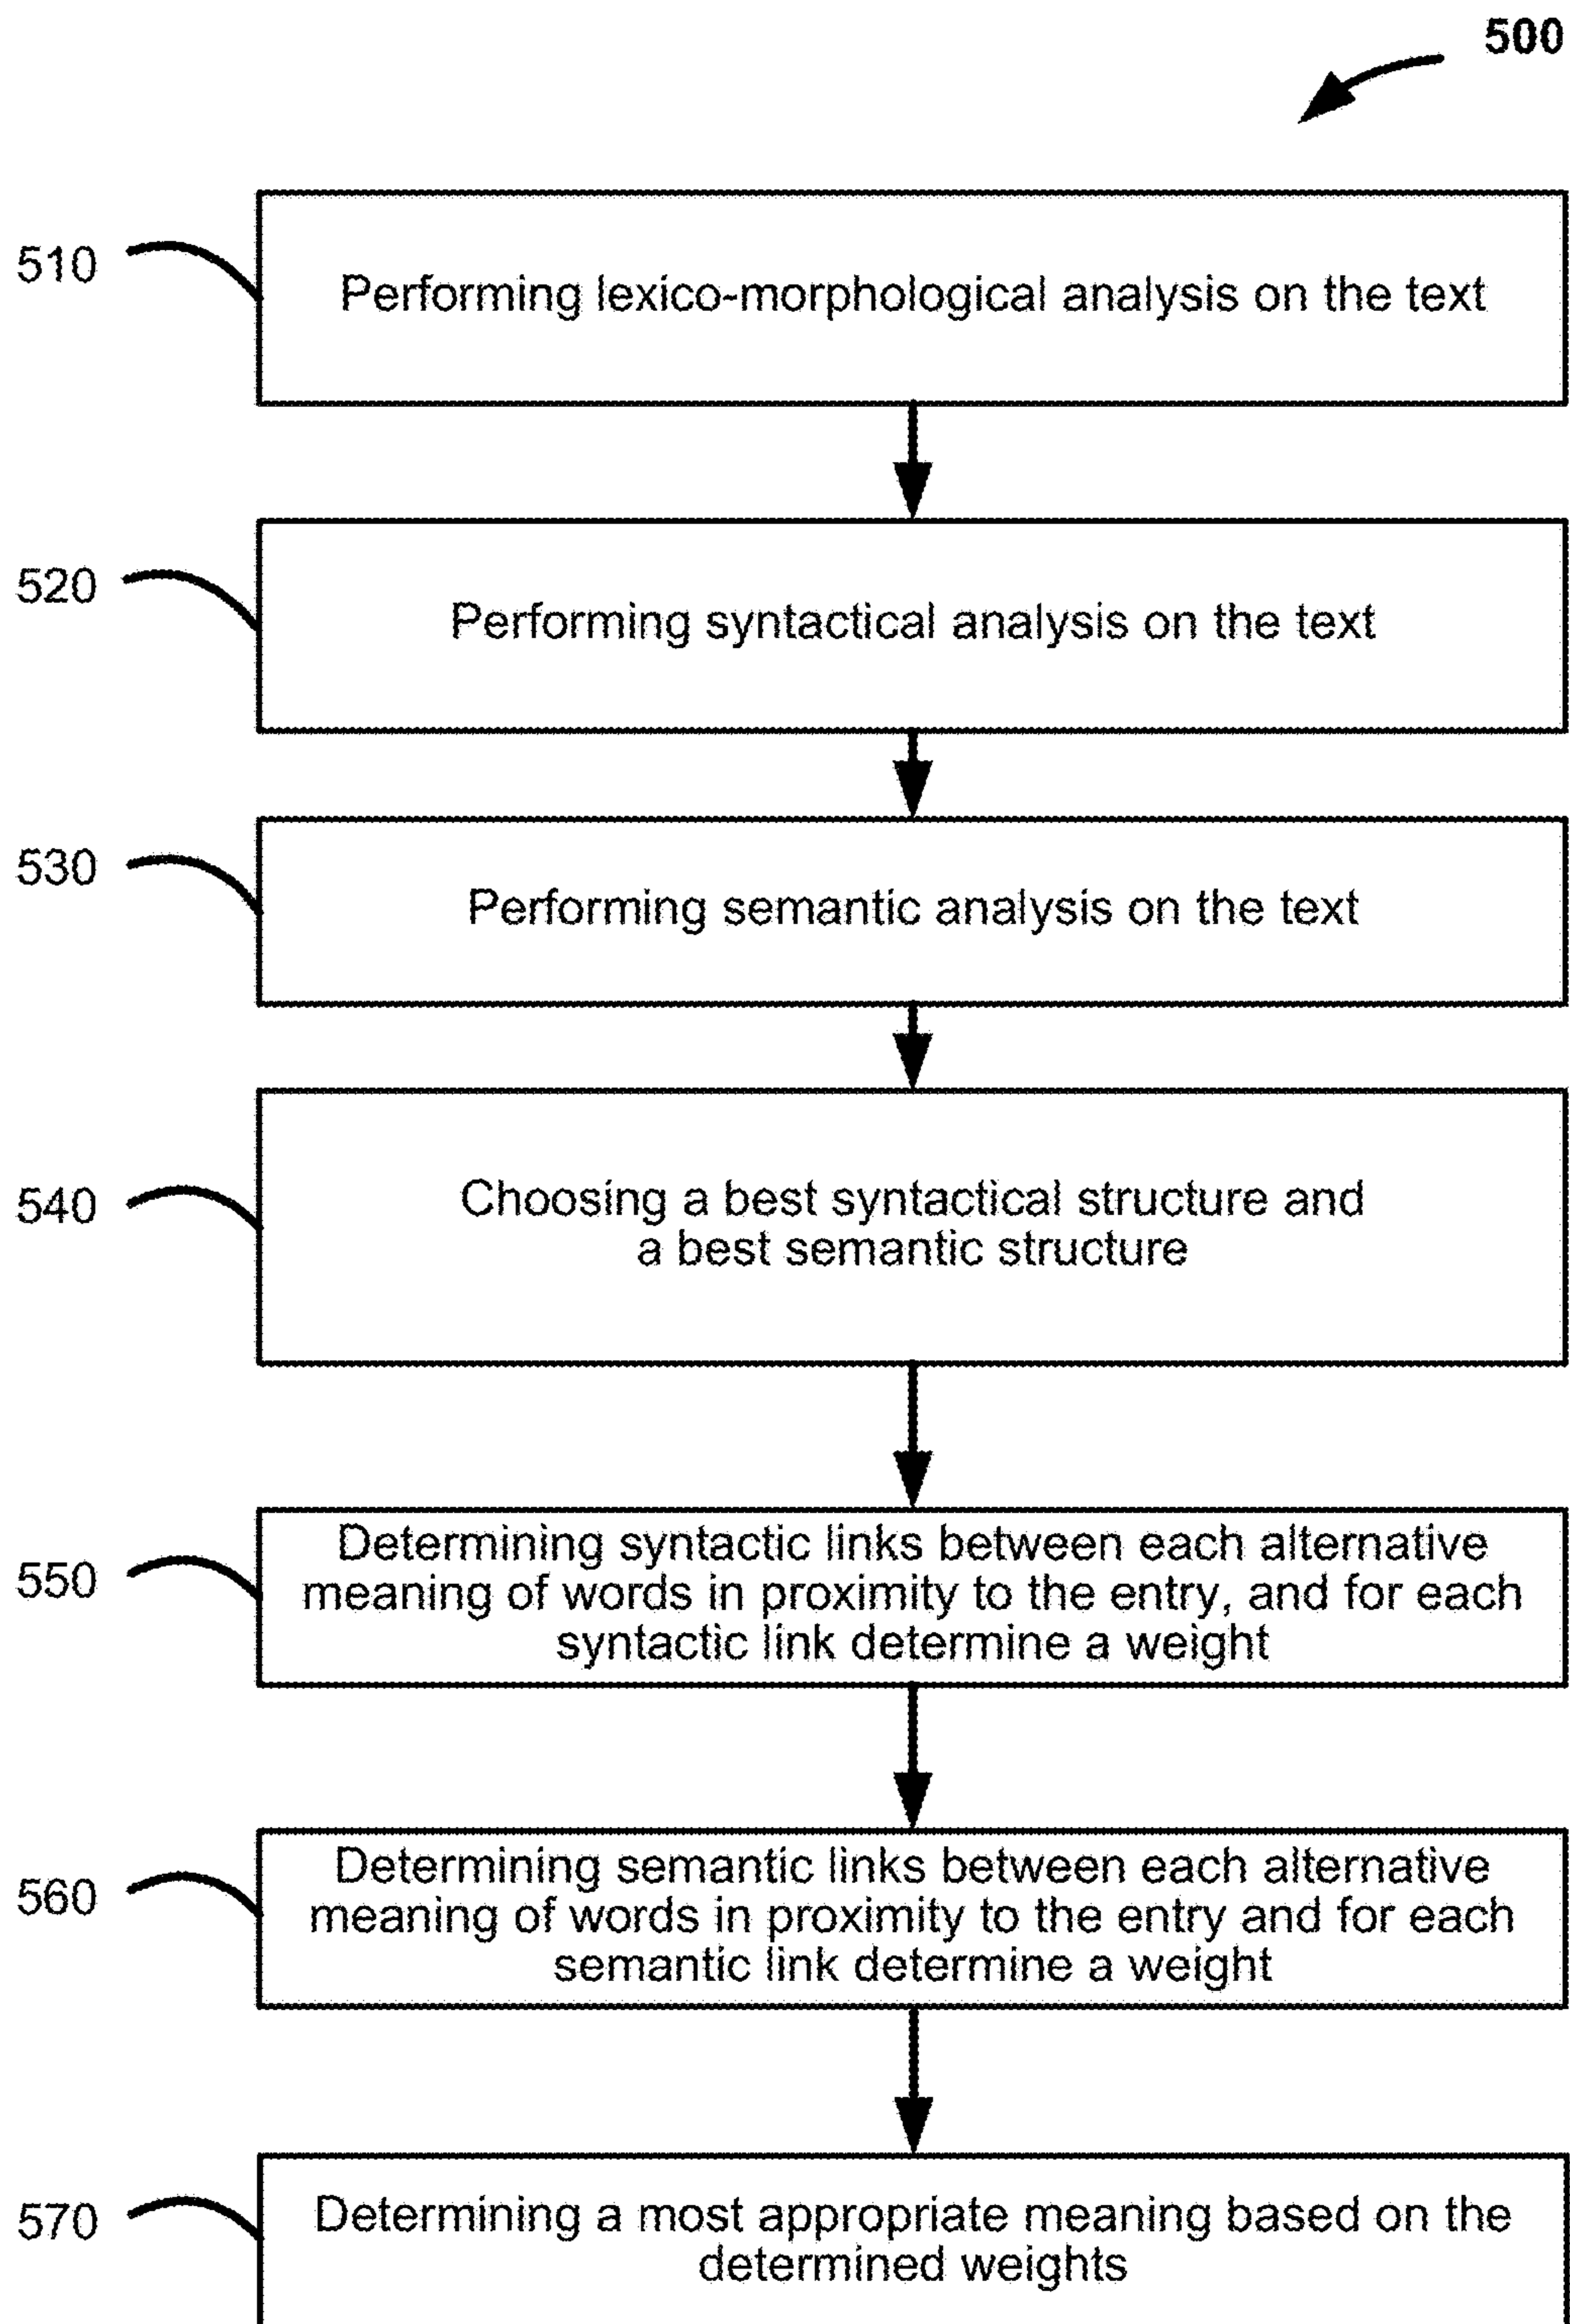 500
510
Performing lexico-morphological analysis on the text
520
Performing syntactical analysis on the text
530
Performing semantic analysis on the text
540
Choosing a best syntactical structure and
a best semantic structure
550
Determining syntactic links between each alternative
meaning of words in proximity to the entry, and for each
syntactic link determine a weight
560
Determining semantic links between each alternative
meaning of words in proximity to the entry and for each
semantic link determine a weight
570
Determining a most appropriate meaning based on the
determined weights